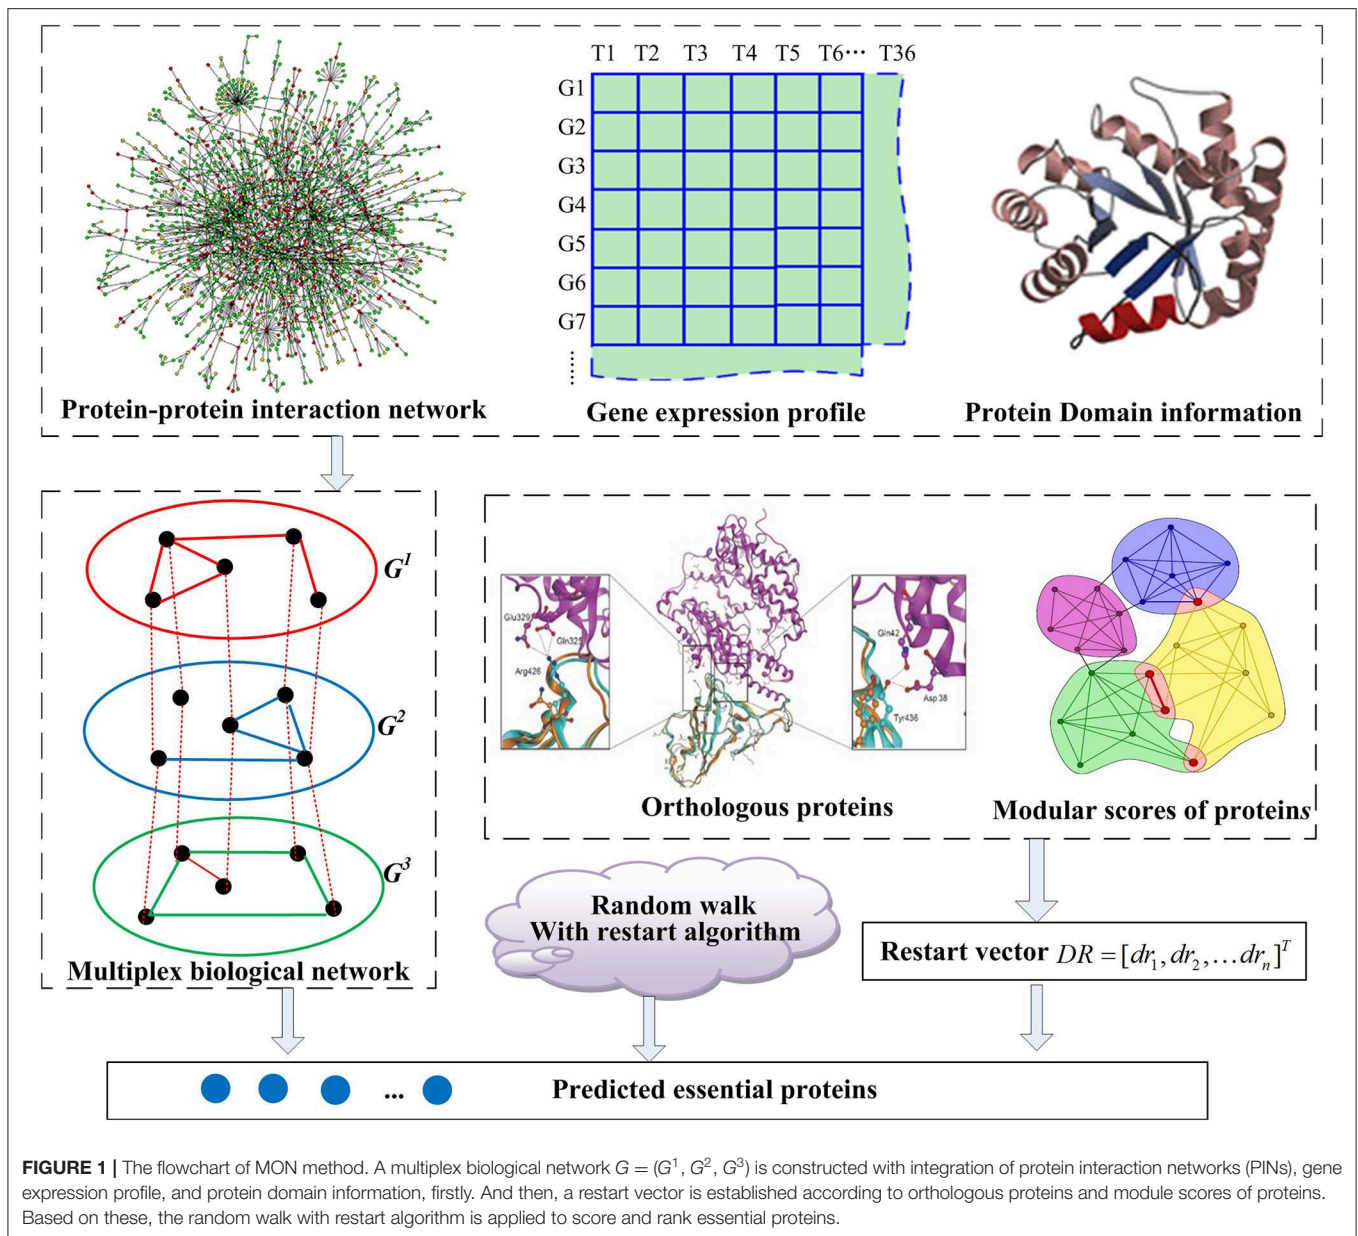 T1 T2 T3 T4 T5 T6… T36
G1
G2
G3
G4
G5
G6
G7
......
Protein-protein interaction network
Gene expression profile
Protein Domain information
G¹
G²
G³
Multiplex biological network
Glu329
Gln325
Arg426
Gln42
Asp38
Tyr436
Orthologous proteins
Modular scores of proteins
Random walk
With restart algorithm
Restart vector DR = [dr₁, dr₂, …drₙ]ᵀ
... Predicted essential proteins
FIGURE 1 | The flowchart of MON method. A multiplex biological network G = (G¹, G², G³) is constructed with integration of protein interaction networks (PINs), gene
expression profile, and protein domain information, firstly. And then, a restart vector is established according to orthologous proteins and module scores of proteins.
Based on these, the random walk with restart algorithm is applied to score and rank essential proteins.